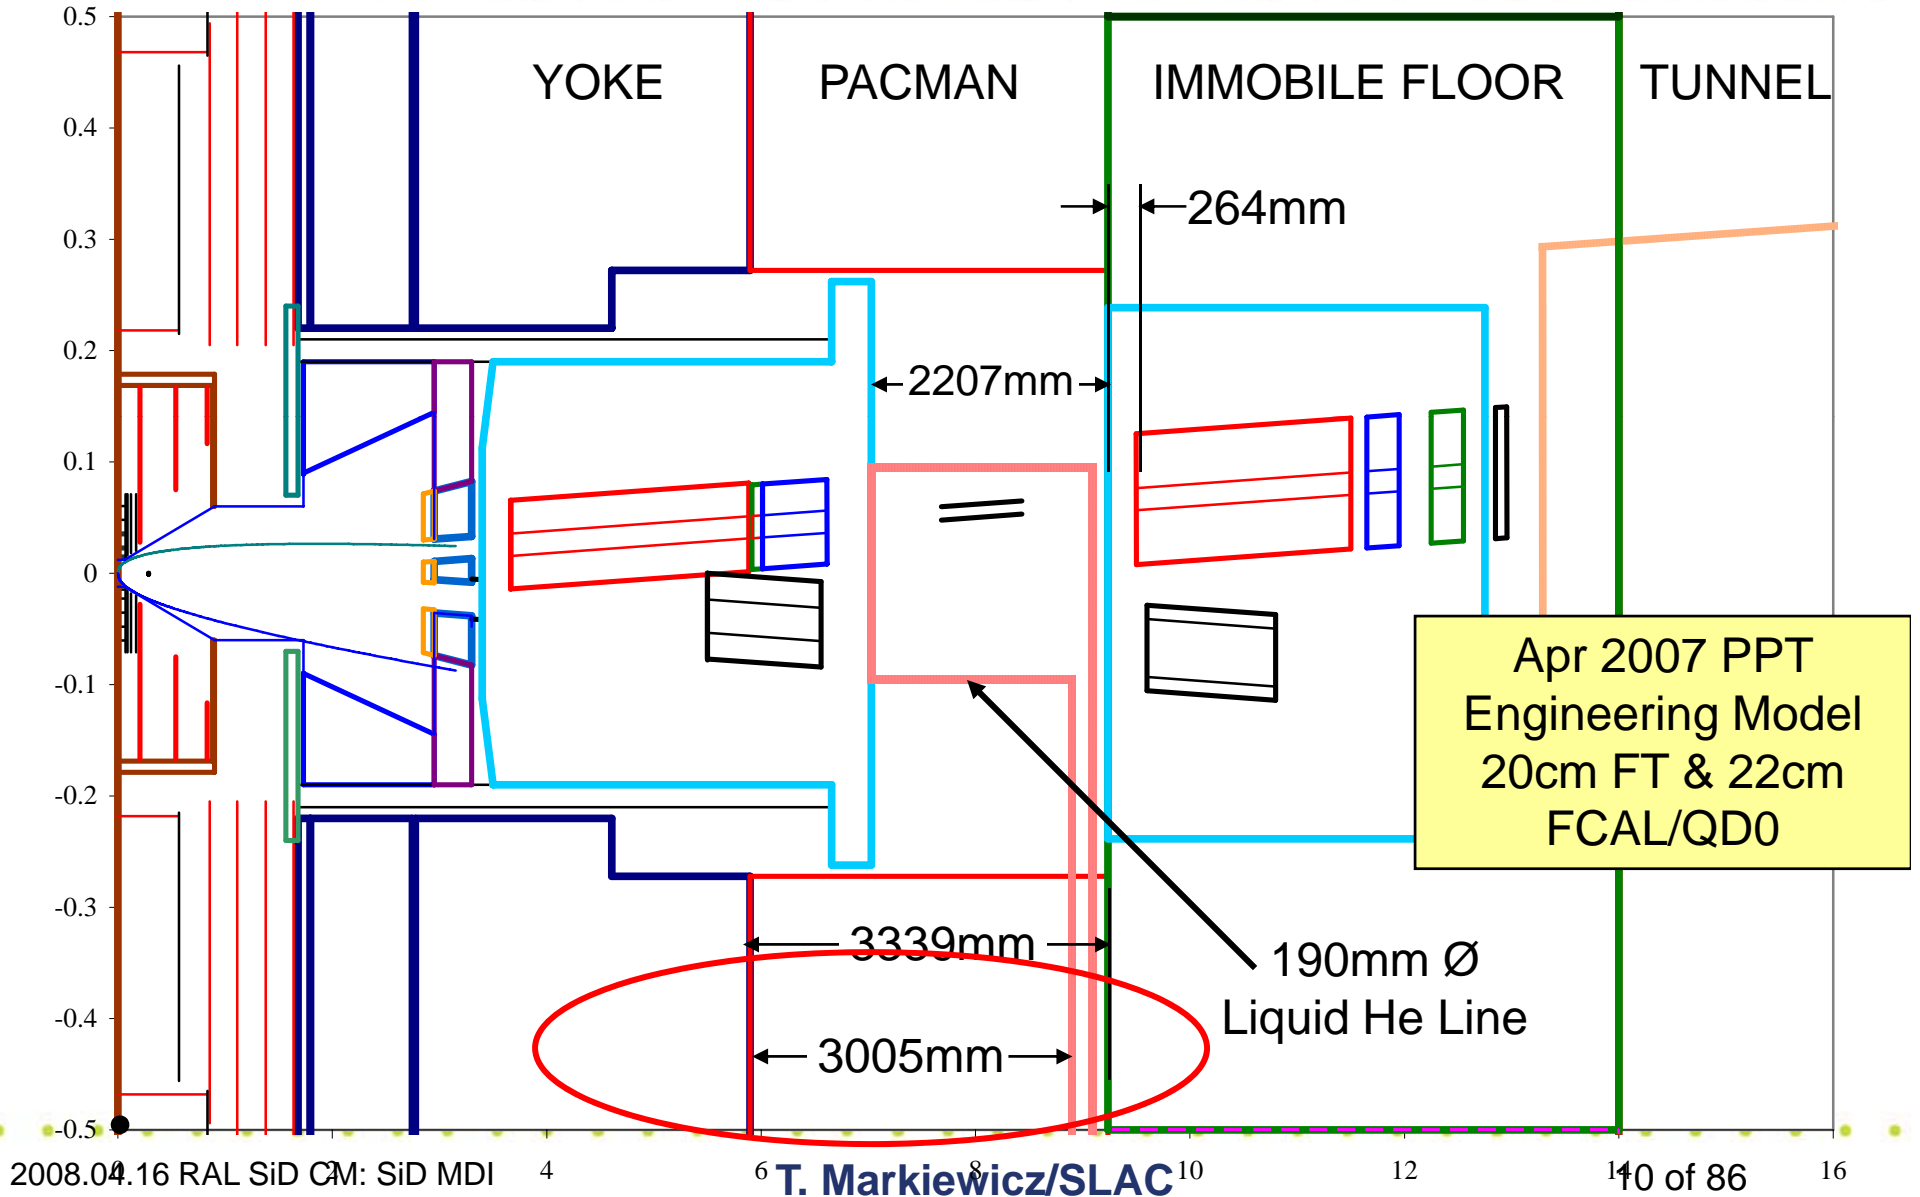 0.5
YOKE PACMAN IMMOBILE FLOOR TUNNEL
0.4
264mm
0.3
0.2
2207mm
0.1
0
Apr 2007 PPT
Engineering Model
20cm FT & 22cm
FCAL/QD0
-0.1
-0.2
-0.3
3339mm
190mm Ø
Liquid He Line
-0.4
3005mm
-0.5
0 2 4 6 8 10 12 14 16
2008.04.16 RAL SiD CM: SiD MDI
T. Markiewicz/SLAC
10 of 86